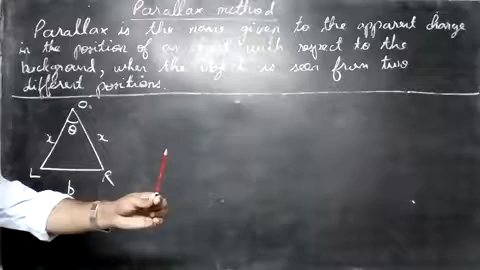 Parallax method
Parallax is the name given to the apparent change
in the position of an object with respect to the
background, when the object is seen from two
different positions.
O
θ
x x
L R
b